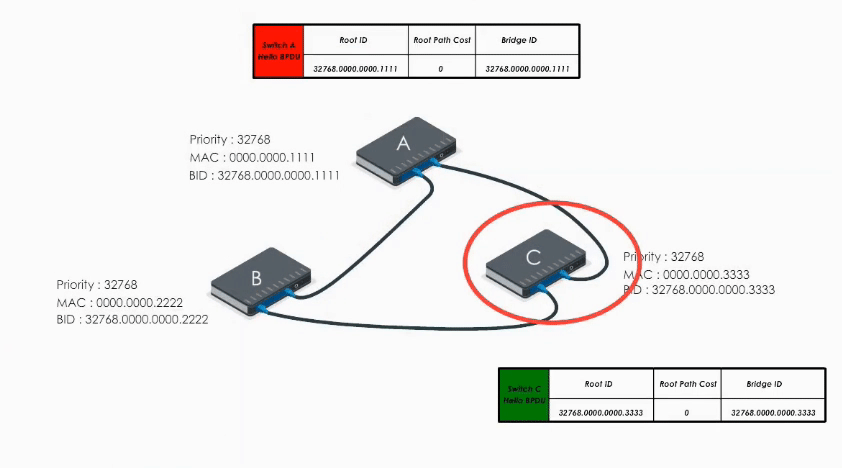 Switch A Hello BPDU
Root ID Root Path Cost Bridge ID
32768.0000.0000.1111 0 32768.0000.0000.1111
A
Priority : 32768
MAC : 0000.0000.1111
BID : 32768.0000.0000.1111
B
Priority : 32768
MAC : 0000.0000.2222
BID : 32768.0000.0000.2222
C
Priority : 32768
MAC : 0000.0000.3333
BID : 32768.0000.0000.3333
Switch C Hello BPDU
Root ID Root Path Cost Bridge ID
32768.0000.0000.3333 0 32768.0000.0000.3333